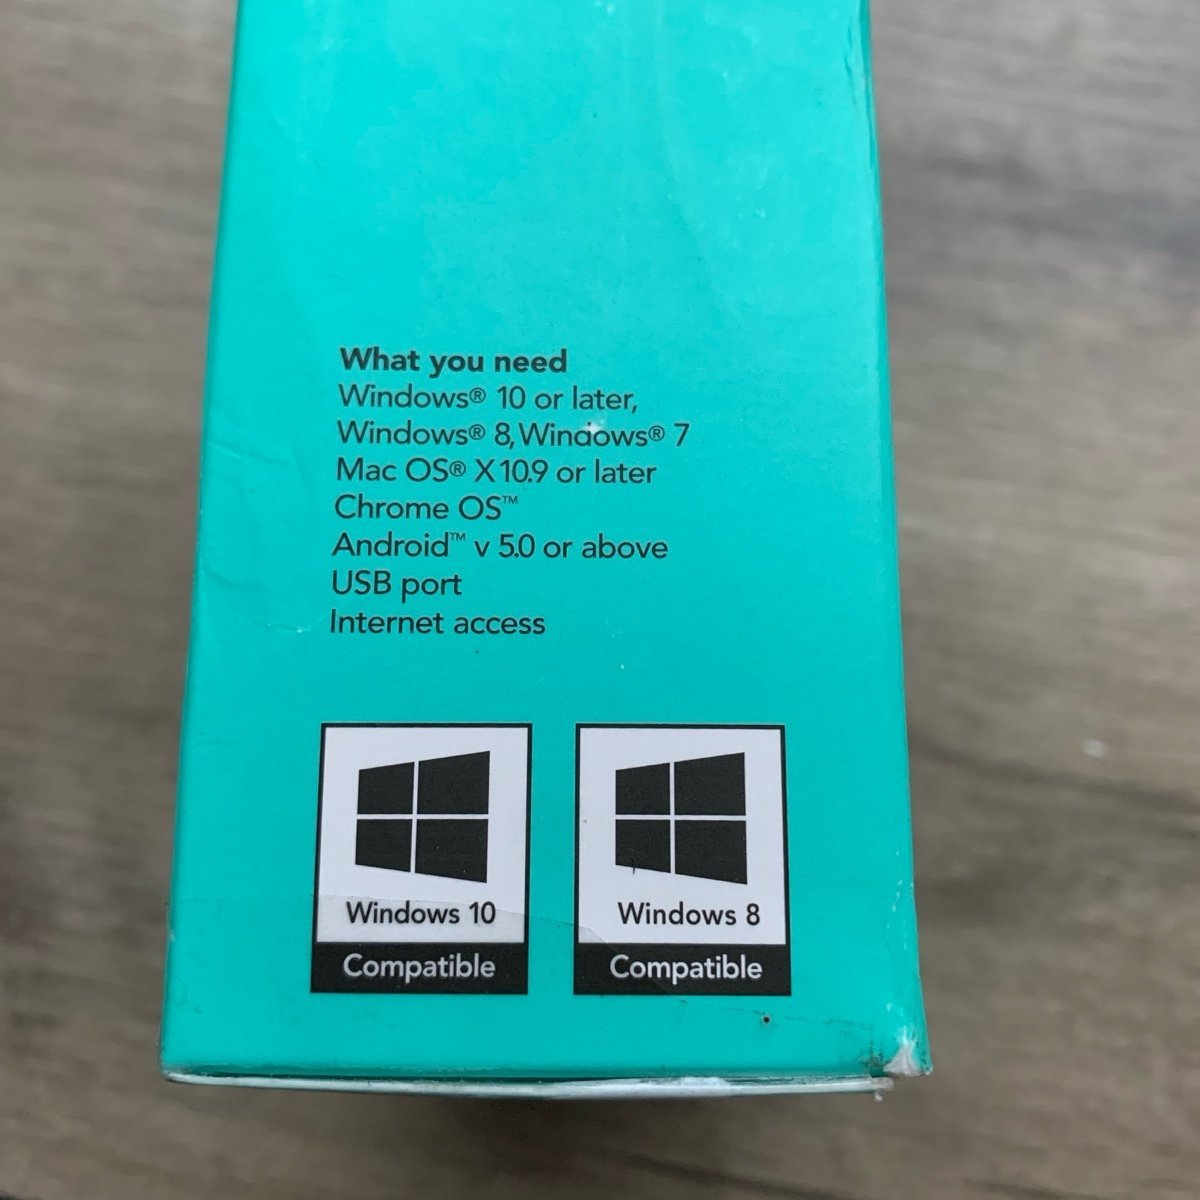 What you need
Windows® 10 or later,
Windows® 8, Windows® 7
Mac OS® X 10.9 or later
Chrome OS™
Android™ v 5.0 or above
USB port
Internet access
Windows 10
Compatible
Windows 8
Compatible